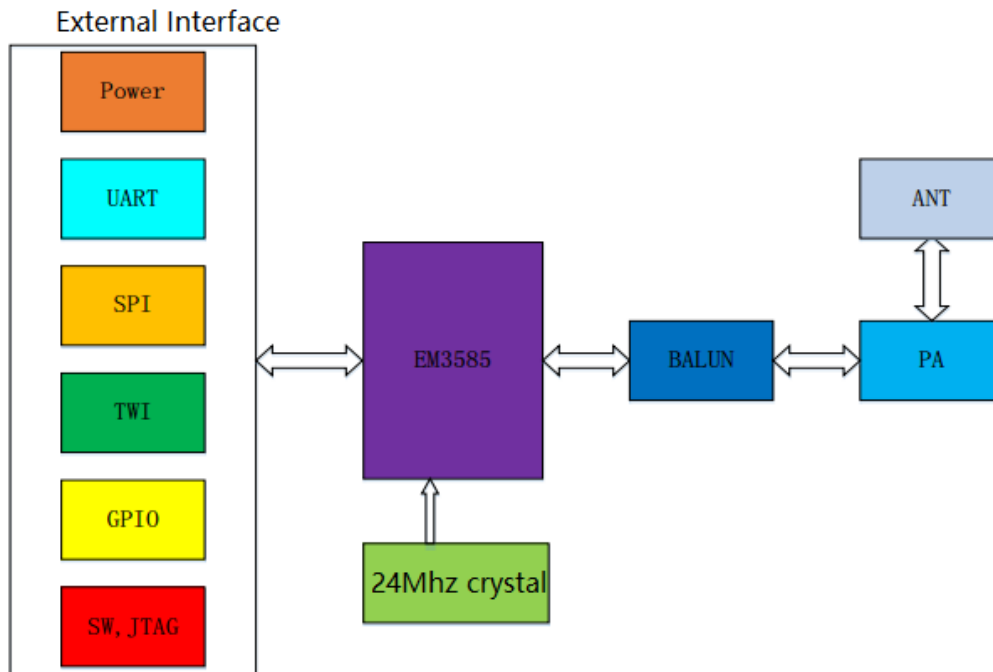 External Interface
Power
UART
ANT
SPI
EM3585
BALUN
PA
TWI
GPIO
24Mhz crystal
SW,JTAG